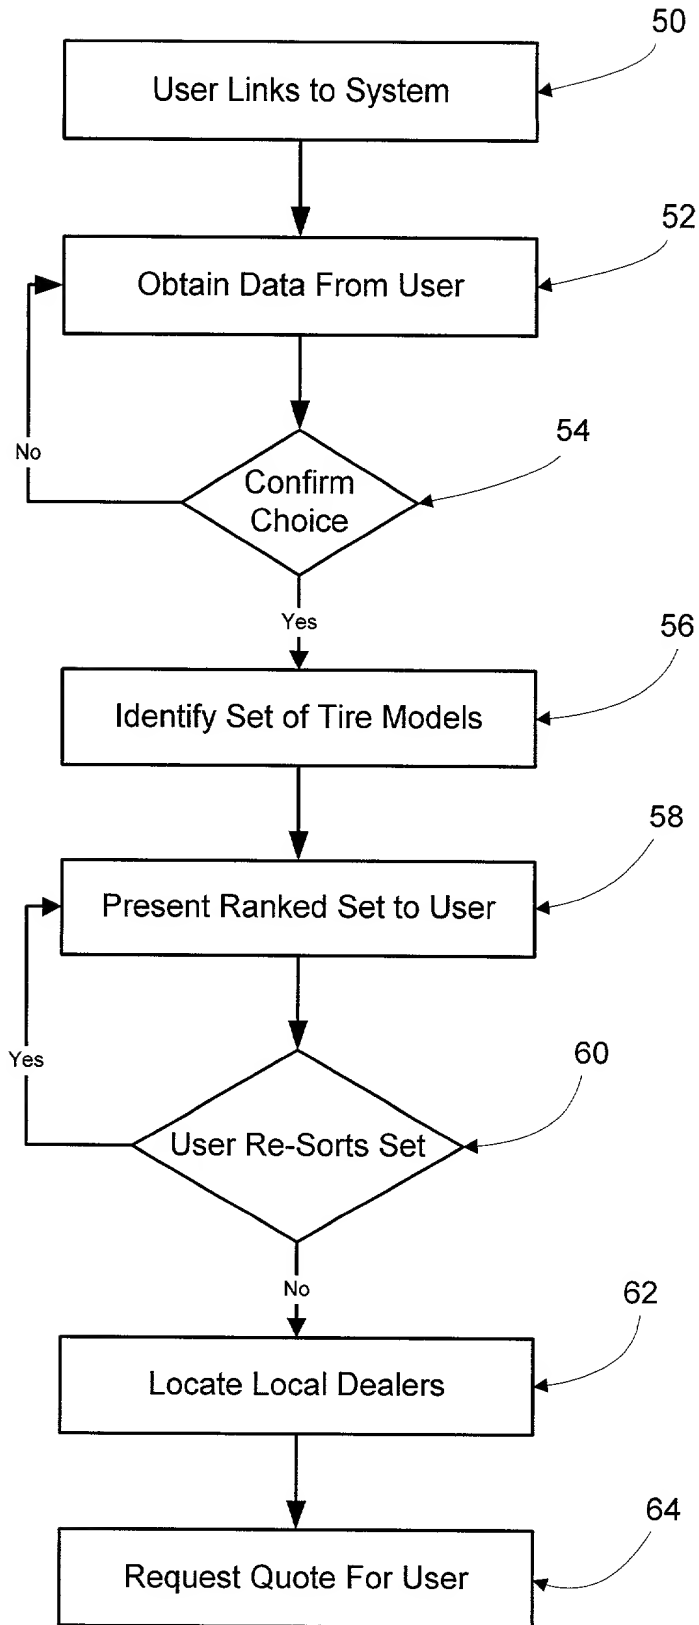 50
User Links to System
52
Obtain Data From User
No
54
Confirm
Choice
Yes
56
Identify Set of Tire Models
58
Present Ranked Set to User
Yes
60
User Re-Sorts Set
No
62
Locate Local Dealers
64
Request Quote For User